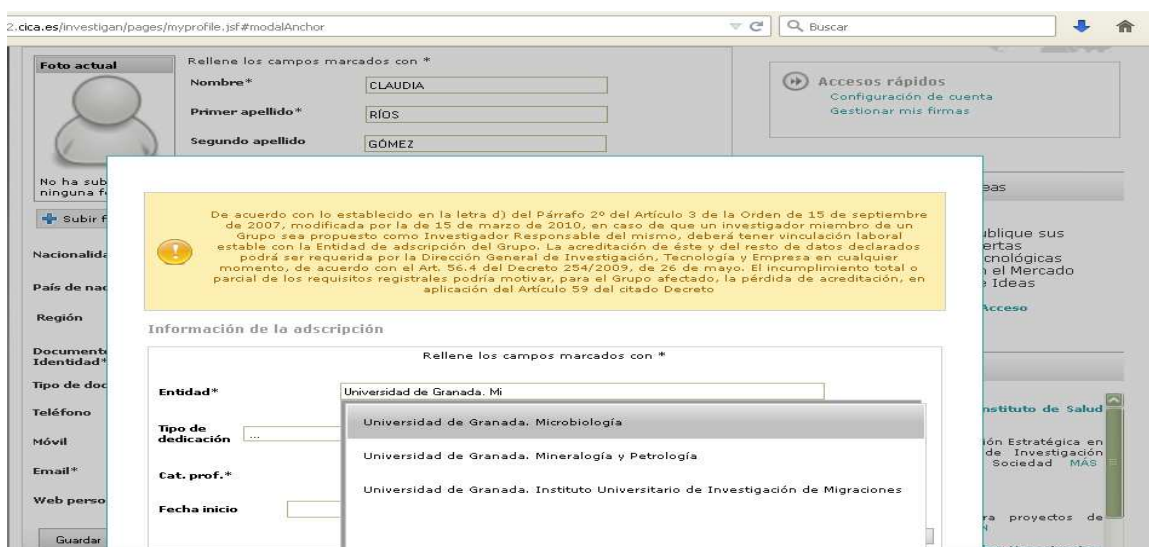 2.cica.es/investigan/pages/myprofile.jsf#modalAnchor
Buscar
Foto actual
Rellene los campos marcados con *
Nombre*
CLAUDIA
Primer apellido*
RÍOS
Segundo apellido
GÓMEZ
Accesos rápidos
Configuración de cuenta
Gestionar mis firmas
No ha sub
ninguna f
Subir f
Nacionalida
País de nac
Región
Documento
Identidad*
Tipo de doc
Teléfono
Móvil
Email*
Web perso
Guardar
De acuerdo con lo establecido en la letra d) del Párrafo 2º del Artículo 3 de la Orden de 15 de septiembre
de 2007, modificada por la de 15 de marzo de 2010, en caso de que un investigador miembro de un
Grupo sea propuesto como Investigador Responsable del mismo, deberá tener vinculación laboral
estable con la Entidad de adscripción del Grupo. La acreditación de éste y del resto de datos declarados
podrá ser requerida por la Dirección General de Investigación, Tecnología y Empresa en cualquier
momento, de acuerdo con el Art. 56.4 del Decreto 254/2009, de 26 de mayo. El incumplimiento total o
parcial de los requisitos registrales podría motivar, para el Grupo afectado, la pérdida de acreditación, en
aplicación del Artículo 59 del citado Decreto
Información de la adscripción
Rellene los campos marcados con *
Entidad*
Universidad de Granada. Mi
Universidad de Granada. Microbiología
Universidad de Granada. Mineralogía y Petrología
Universidad de Granada. Instituto Universitario de Investigación de Migraciones
Tipo de
dedicación
...
Cat. prof.*
Fecha inicio
eas
ublique sus
ertas
cnológicas
n el Mercado
e Ideas
Acceso
nstituto de Salud
ión Estratégica en
de Investigación
Sociedad MÁS
ra proyectos de